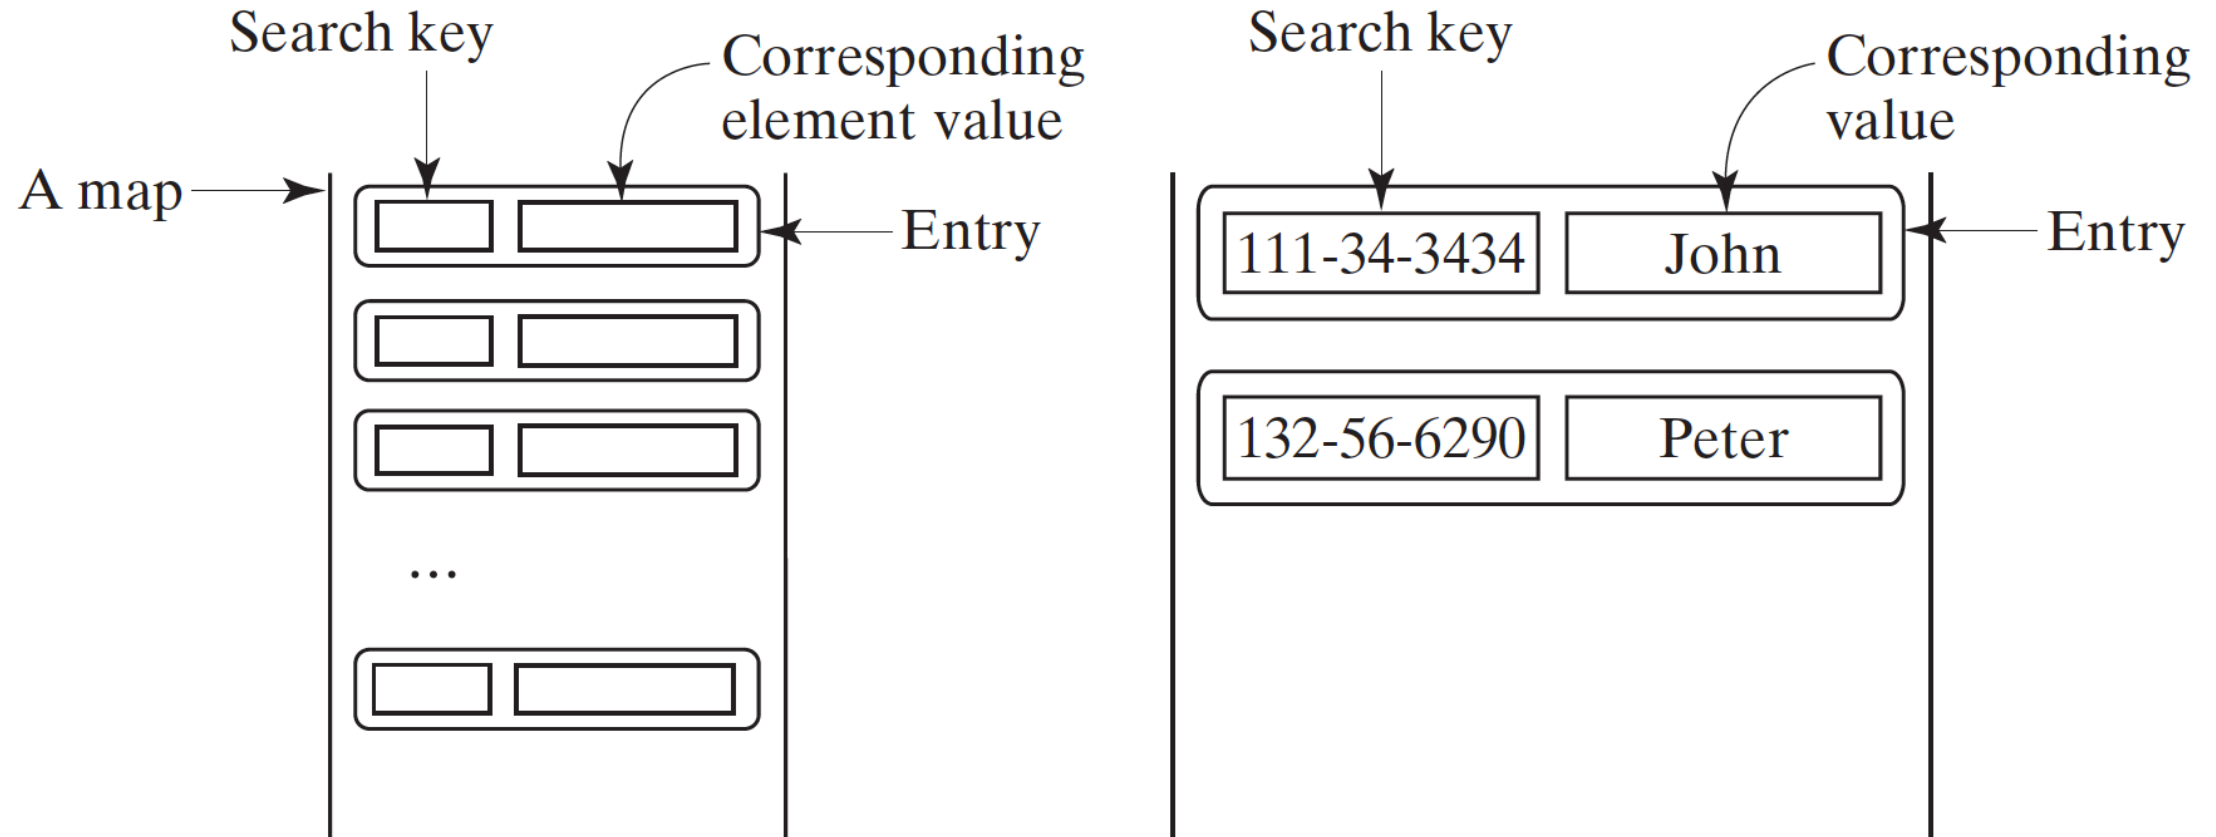 Search key
Corresponding
element value
A map
Entry
...
Search key
Corresponding
value
111-34-3434 John
Entry
132-56-6290 Peter